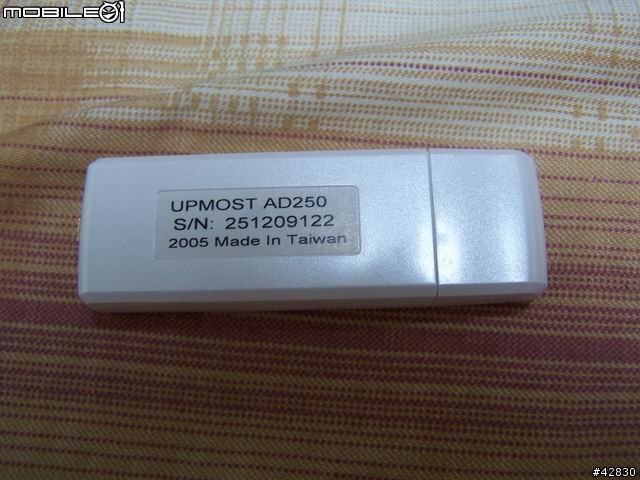 MOBILE01
UPMOST AD250
S/N: 251209122
2005 Made In Taiwan
#42830